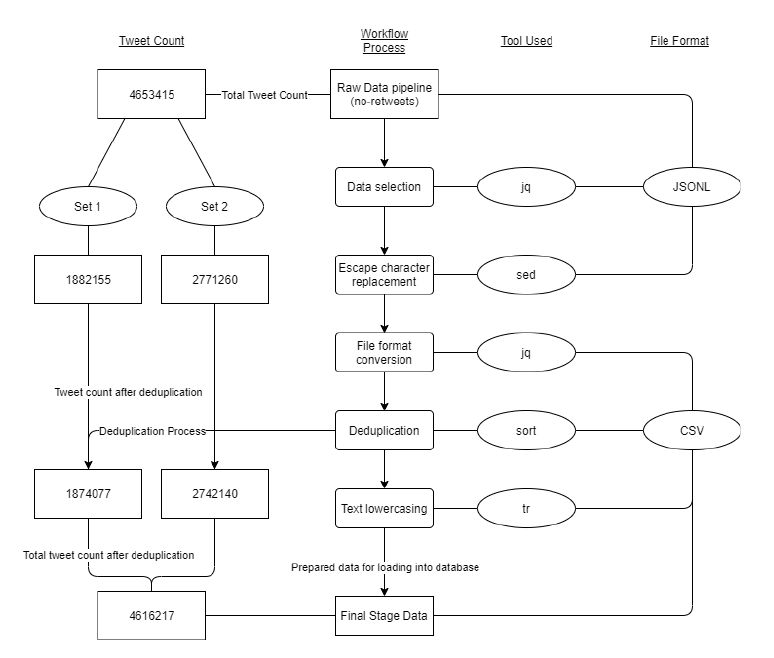 Tweet Count
Workflow
Process
Tool Used
File Format
4653415
Total Tweet Count
Raw Data pipeline
(no-retweets)
Data selection
jq
JSONL
Set 1
Set 2
1882155
2771260
Escape character
replacement
sed
File format
conversion
jq
Tweet count after deduplication
Deduplication Process
Deduplication
sort
CSV
1874077
2742140
Text lowercasing
tr
Total tweet count after deduplication
Prepared data for loading into database
4616217
Final Stage Data